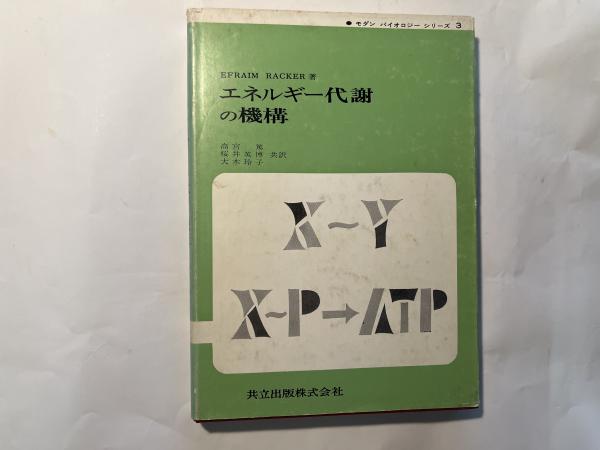 ● モダン バイオロジー シリーズ 3
EFRAIM RACKER 著
エネルギー代謝
の機構
高宮 篤
桜井英博 共訳
大木玲子
X～Y
X～P→ATP
共立出版株式会社